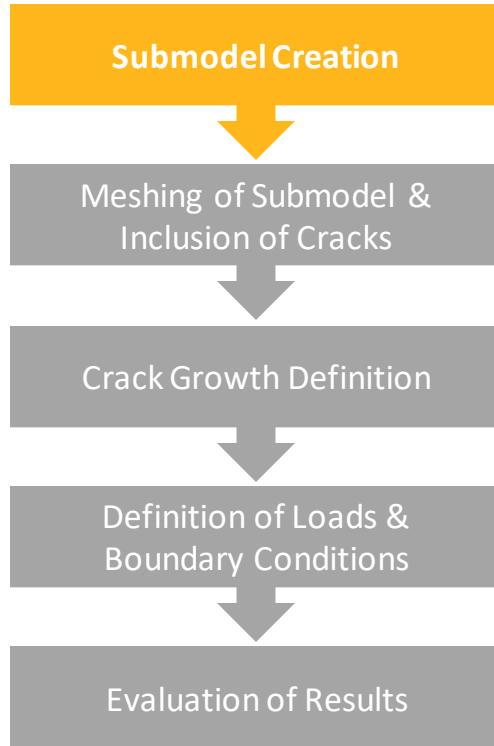 Submodel Creation
Meshing of Submodel &
Inclusion of Cracks
Crack Growth Definition
Definition of Loads &
Boundary Conditions
Evaluation of Results